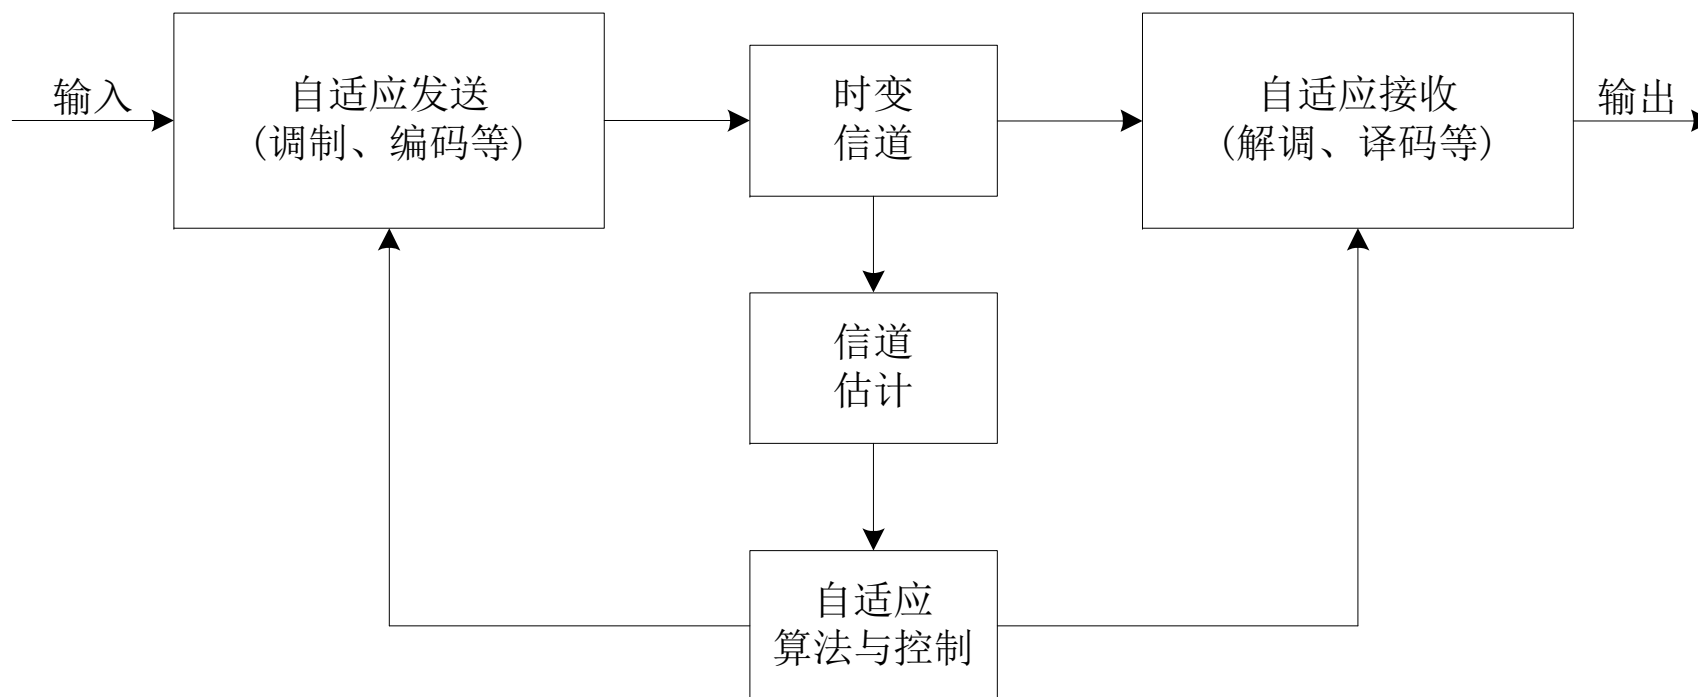 输入
自适应发送
(调制、编码等)
时变
信道
自适应接收
(解调、译码等)
输出
信道
估计
自适应
算法与控制